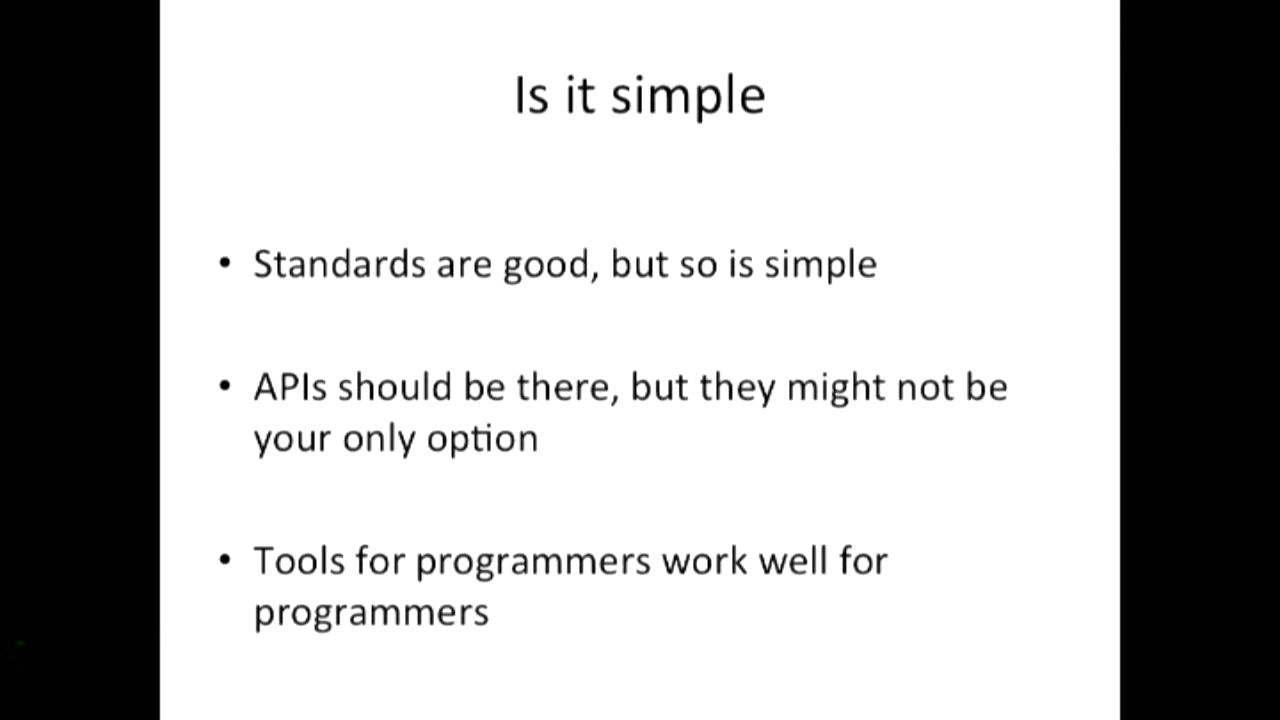 Is it simple
• Standards are good, but so is simple
• APIs should be there, but they might not be
your only option
• Tools for programmers work well for
programmers